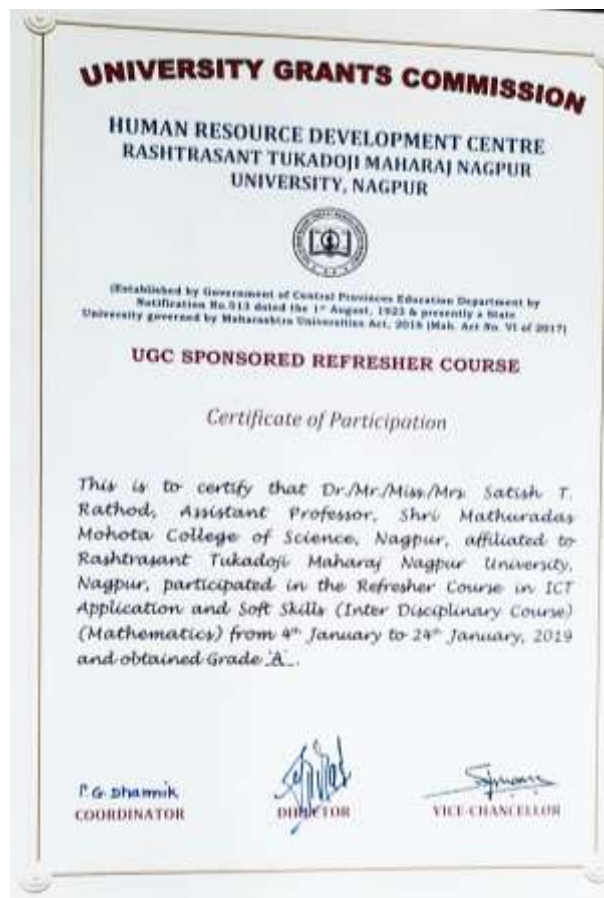 UNIVERSITY GRANTS COMMISSION
HUMAN RESOURCE DEVELOPMENT CENTRE
RASHTRASANT TUKADOJI MAHARAJ NAGPUR
UNIVERSITY, NAGPUR
(Established by Government of Central Provinces Education Department by
Notification No.513 dated the 1st August, 1923 & presently a State
University governed by Maharashtra Universities Act, 2016 (Mah. Act No. VI of 2017)
UGC SPONSORED REFRESHER COURSE
Certificate of Participation
This is to certify that Dr./Mr./Miss./Mrs. Satish T.
Rathod, Assistant Professor, Shri Mathuradas
Mohota College of Science, Nagpur, affiliated to
Rashtrasant Tukadoji Maharaj Nagpur University,
Nagpur, participated in the Refresher Course in ICT
Application and Soft Skills (Inter Disciplinary Course)
(Mathematics) from 4th January to 24th January, 2019
and obtained Grade 'A'.
P. G. Dhamnik
COORDINATOR
DIRECTOR
VICE-CHANCELLOR